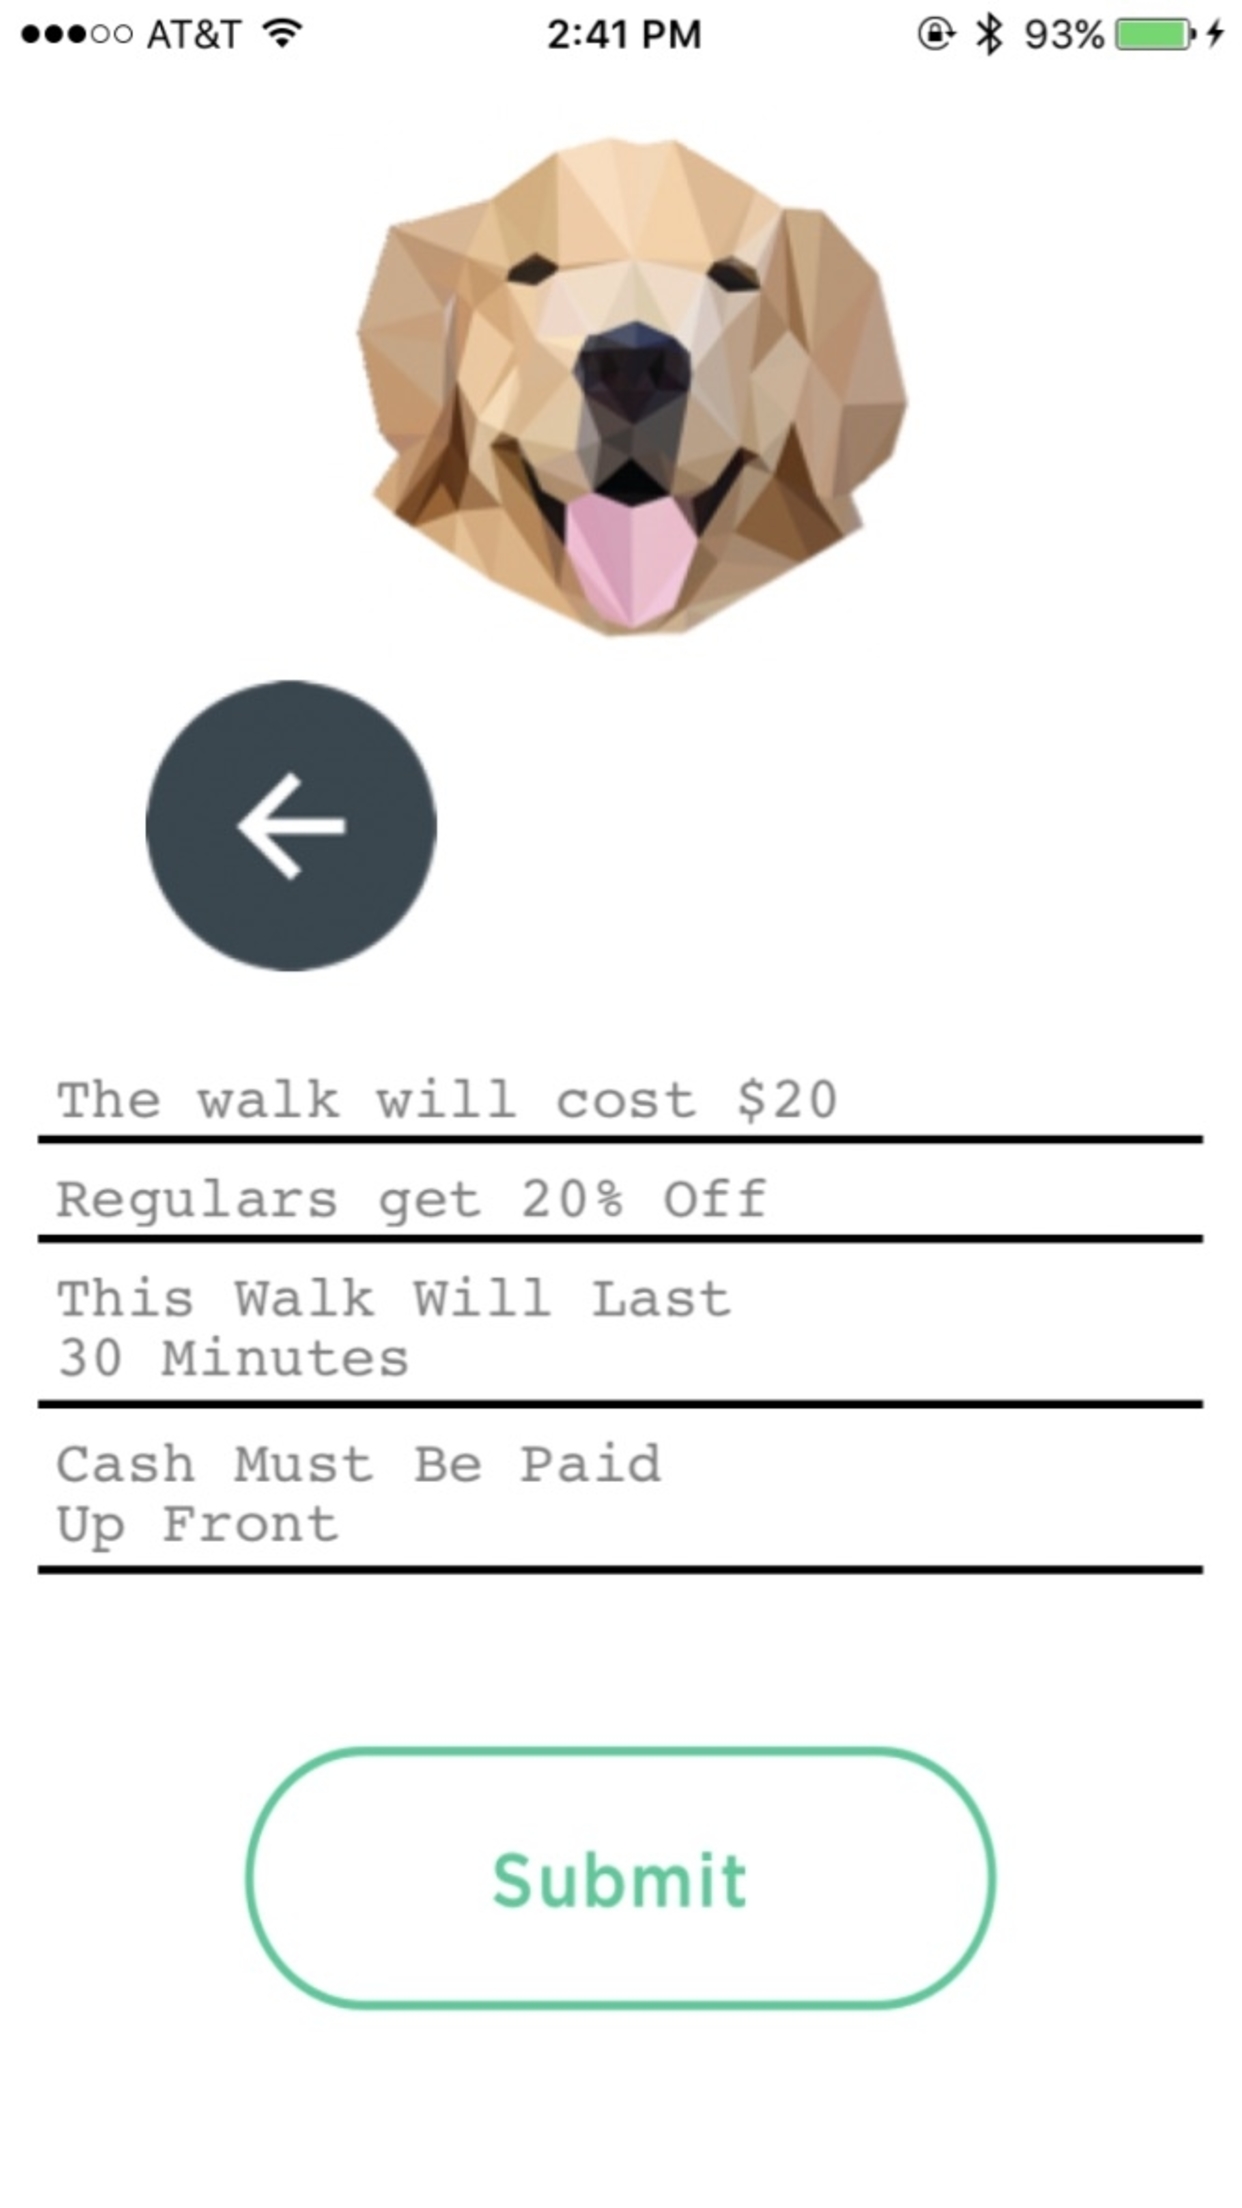 AT&T 2:41 PM 93%
The walk will cost $20
Regulars get 20% Off
This Walk Will Last
30 Minutes
Cash Must Be Paid
Up Front
Submit